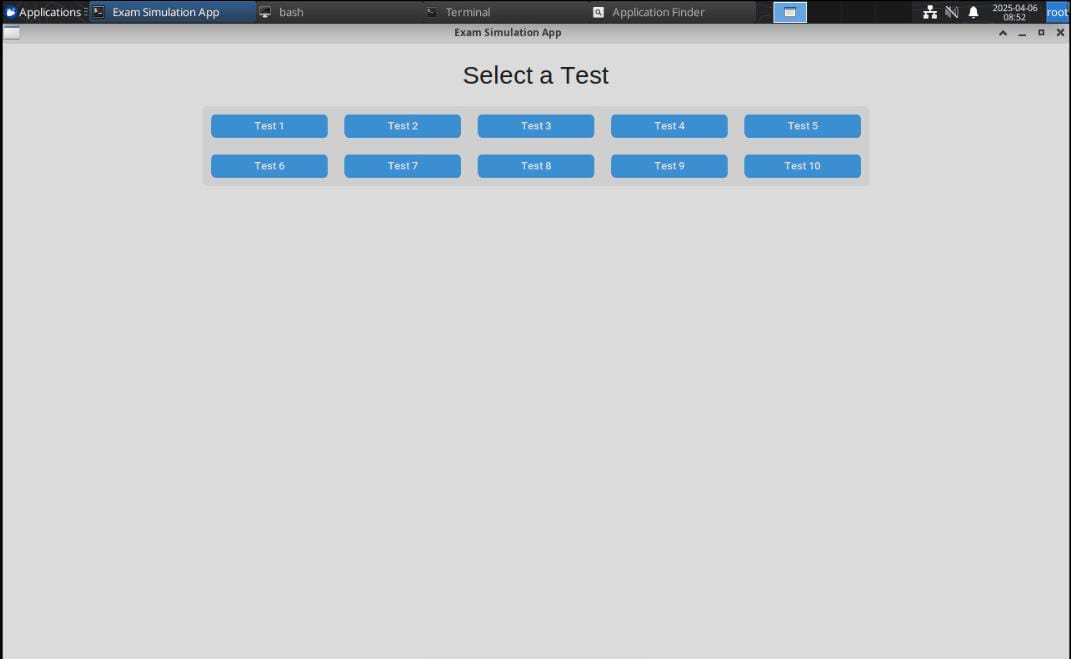 Applications Exam Simulation App bash Terminal Application Finder 2025-04-06 root
08:52
Exam Simulation App
Select a Test
Test 1 Test 2 Test 3 Test 4 Test 5
Test 6 Test 7 Test 8 Test 9 Test 10